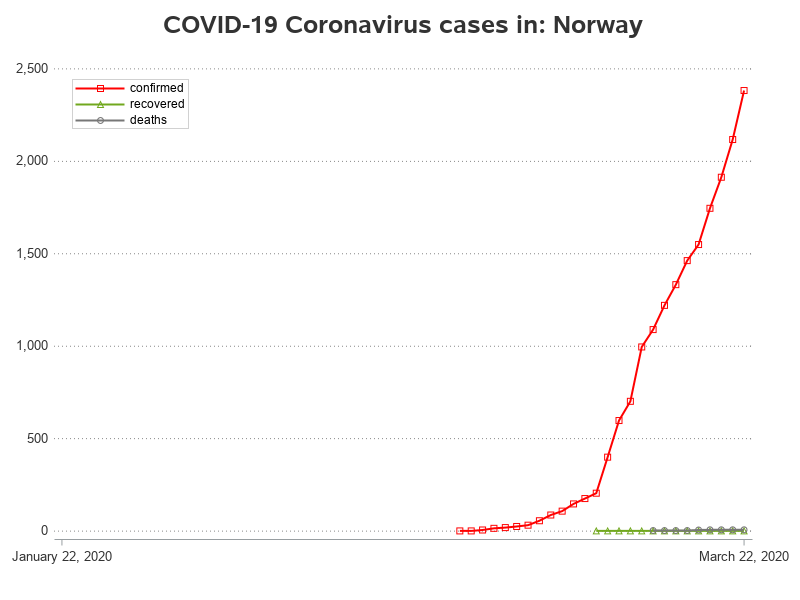 COVID-19 Coronavirus cases in: Norway
2,500
confirmed
recovered
deaths
2,000
1,500
1,000
500
0
January 22, 2020
March 22, 2020